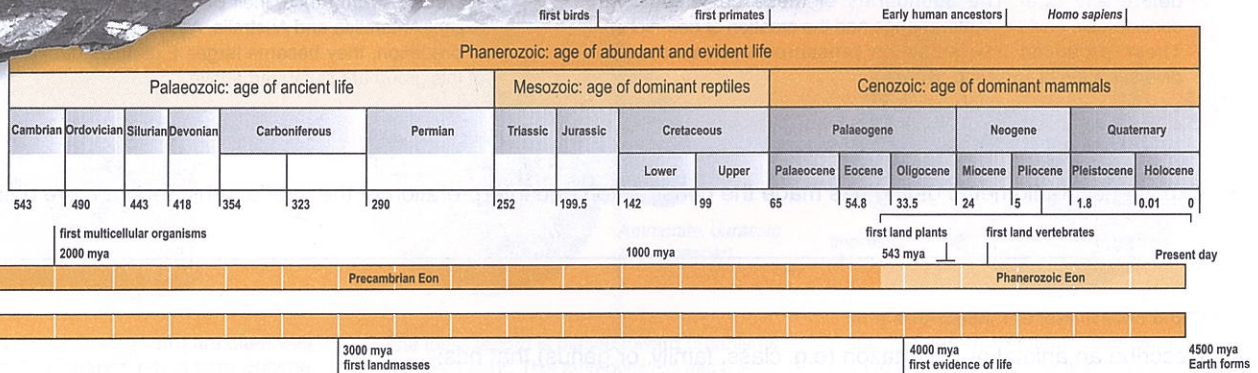 first birds first primates Early human ancestors Homo sapiens
Phanerozoic: age of abundant and evident life
Palaeozoic: age of ancient life Mesozoic: age of dominant reptiles Cenozoic: age of dominant mammals
Cambrian Ordovician Silurian Devonian Carboniferous Permian Triassic Jurassic Cretaceous Palaeogene Neogene Quaternary
Lower Upper Palaeocene Eocene Oligocene Miocene Pliocene Pleistocene Holocene
543 490 443 418 354 323 290 252 199.5 142 99 65 54.8 33.5 24 5 1.8 0.01 0
first multicellular organisms first land plants first land vertebrates
2000 mya 1000 mya 543 mya Present day
Precambrian Eon Phanerozoic Eon
3000 mya 4000 mya 4500 mya
first landmasses first evidence of life Earth forms